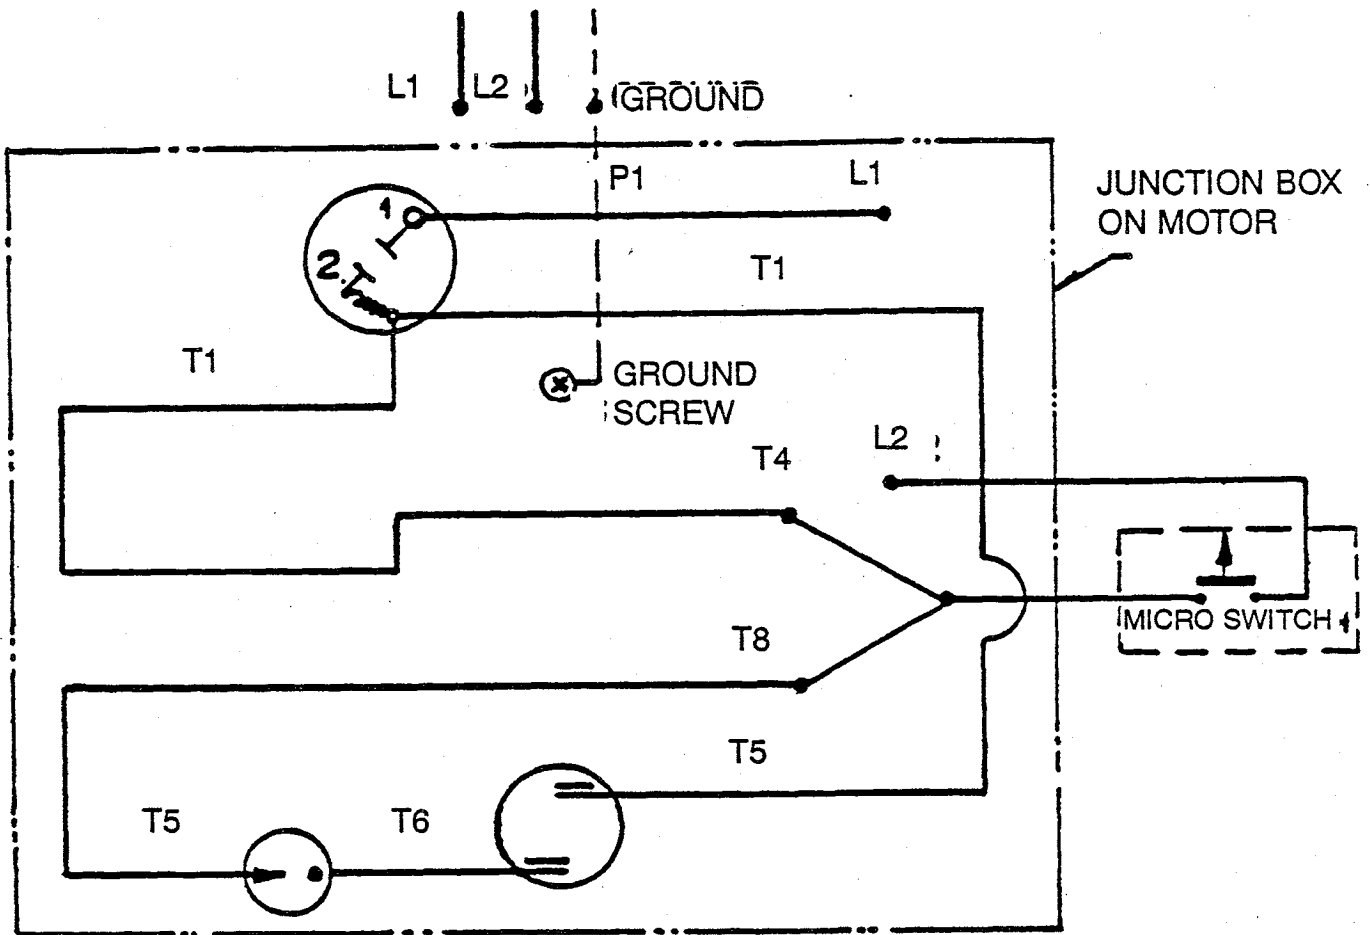 L1
L2
GROUND
P1
L1
JUNCTION BOX
ON MOTOR
1
2
T1
T1
GROUND
SCREW
L2
T4
MICRO SWITCH
T8
T5
T5
T6